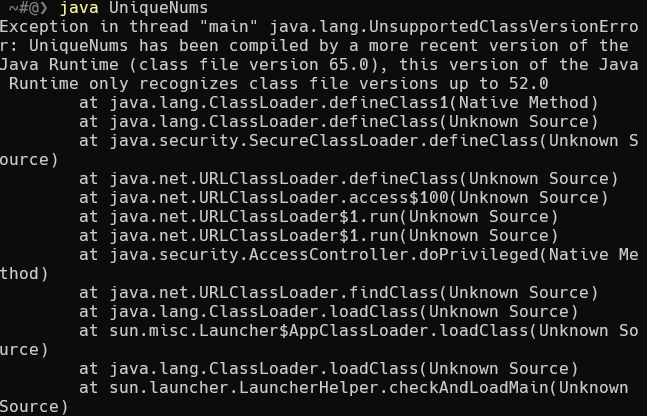 ~#@❯ java UniqueNums
Exception in thread "main" java.lang.UnsupportedClassVersionErro
r: UniqueNums has been compiled by a more recent version of the
Java Runtime (class file version 65.0), this version of the Java
 Runtime only recognizes class file versions up to 52.0
        at java.lang.ClassLoader.defineClass1(Native Method)
        at java.lang.ClassLoader.defineClass(Unknown Source)
        at java.security.SecureClassLoader.defineClass(Unknown S
ource)
        at java.net.URLClassLoader.defineClass(Unknown Source)
        at java.net.URLClassLoader.access$100(Unknown Source)
        at java.net.URLClassLoader$1.run(Unknown Source)
        at java.net.URLClassLoader$1.run(Unknown Source)
        at java.security.AccessController.doPrivileged(Native Me
thod)
        at java.net.URLClassLoader.findClass(Unknown Source)
        at java.lang.ClassLoader.loadClass(Unknown Source)
        at sun.misc.Launcher$AppClassLoader.loadClass(Unknown So
urce)
        at java.lang.ClassLoader.loadClass(Unknown Source)
        at sun.launcher.LauncherHelper.checkAndLoadMain(Unknown
Source)